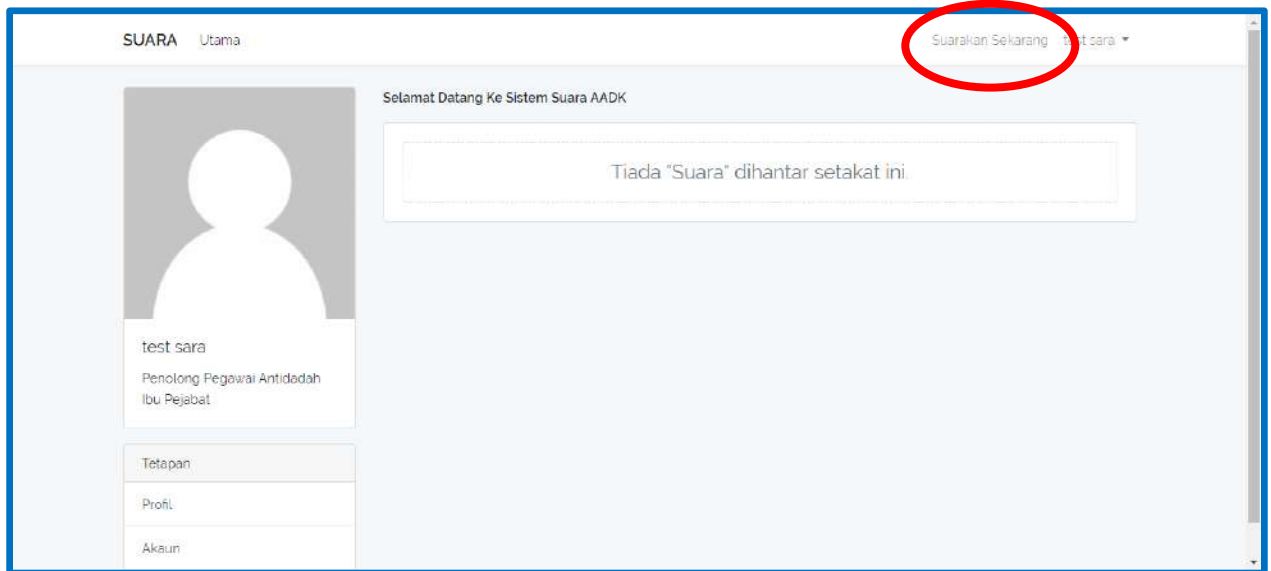 SUARA Utama Suarakan Sekarang test sara
Selamat Datang Ke Sistem Suara AADK
Tiada "Suara" dihantar setakat ini.
test sara
Penolong Pegawai Antidadah
Ibu Pejabat
Tetapan
Profil
Akaun